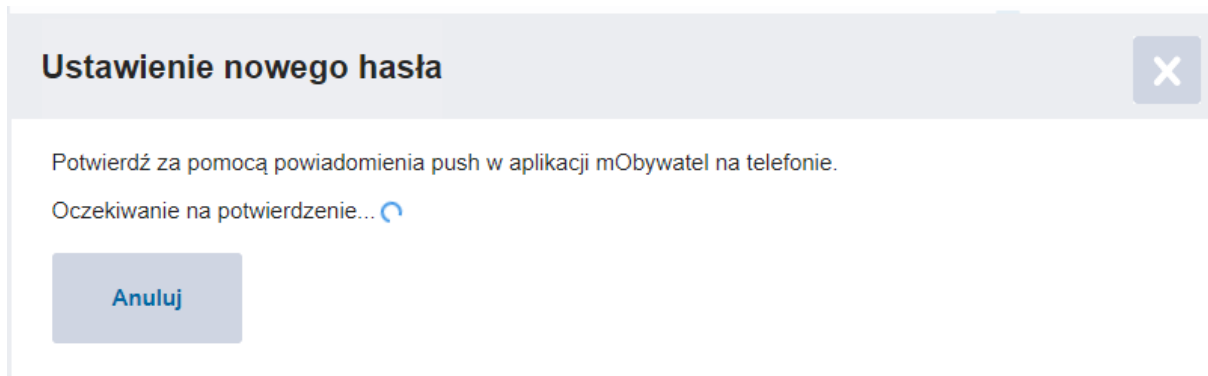 Ustawienie nowego hasła
Potwierdź za pomocą powiadomienia push w aplikacji mObywatel na telefonie.
Oczekiwanie na potwierdzenie...
Anuluj